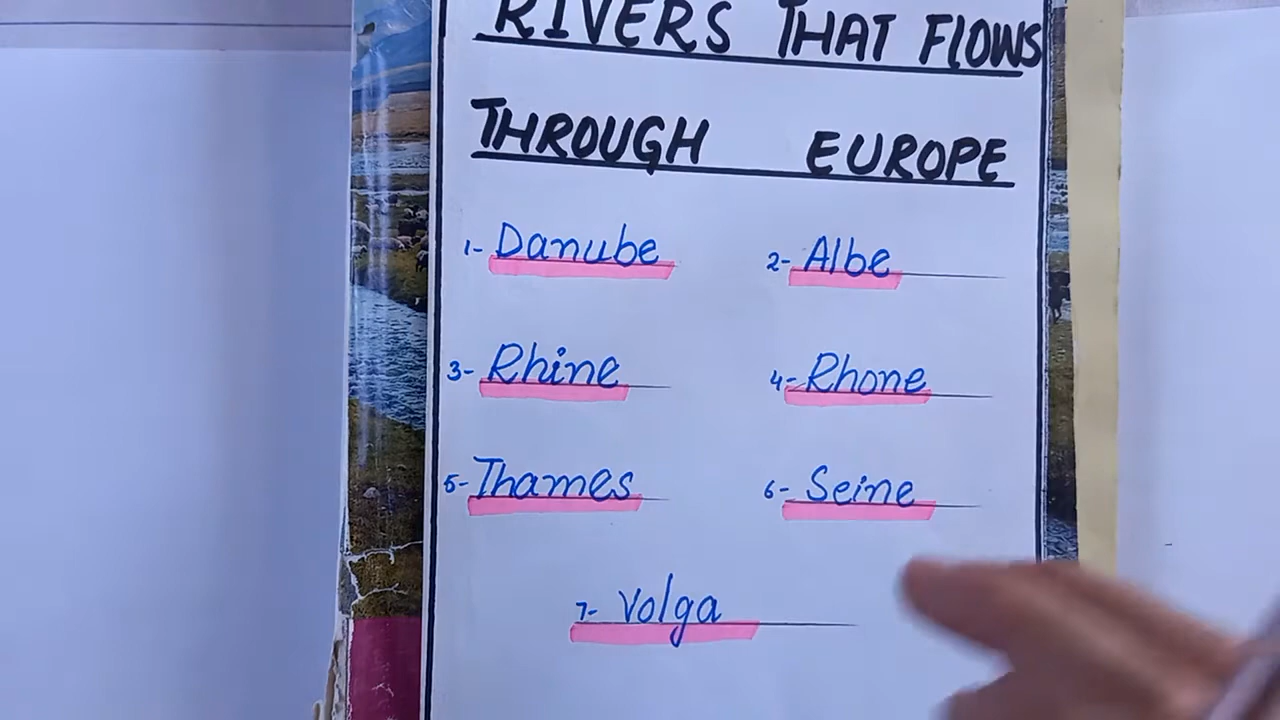 RIVERS THAT FLOWS
THROUGH EUROPE
1- Danube 2- Albe
3- Rhine 4- Rhone
5- Thames 6- Seine
7- Volga